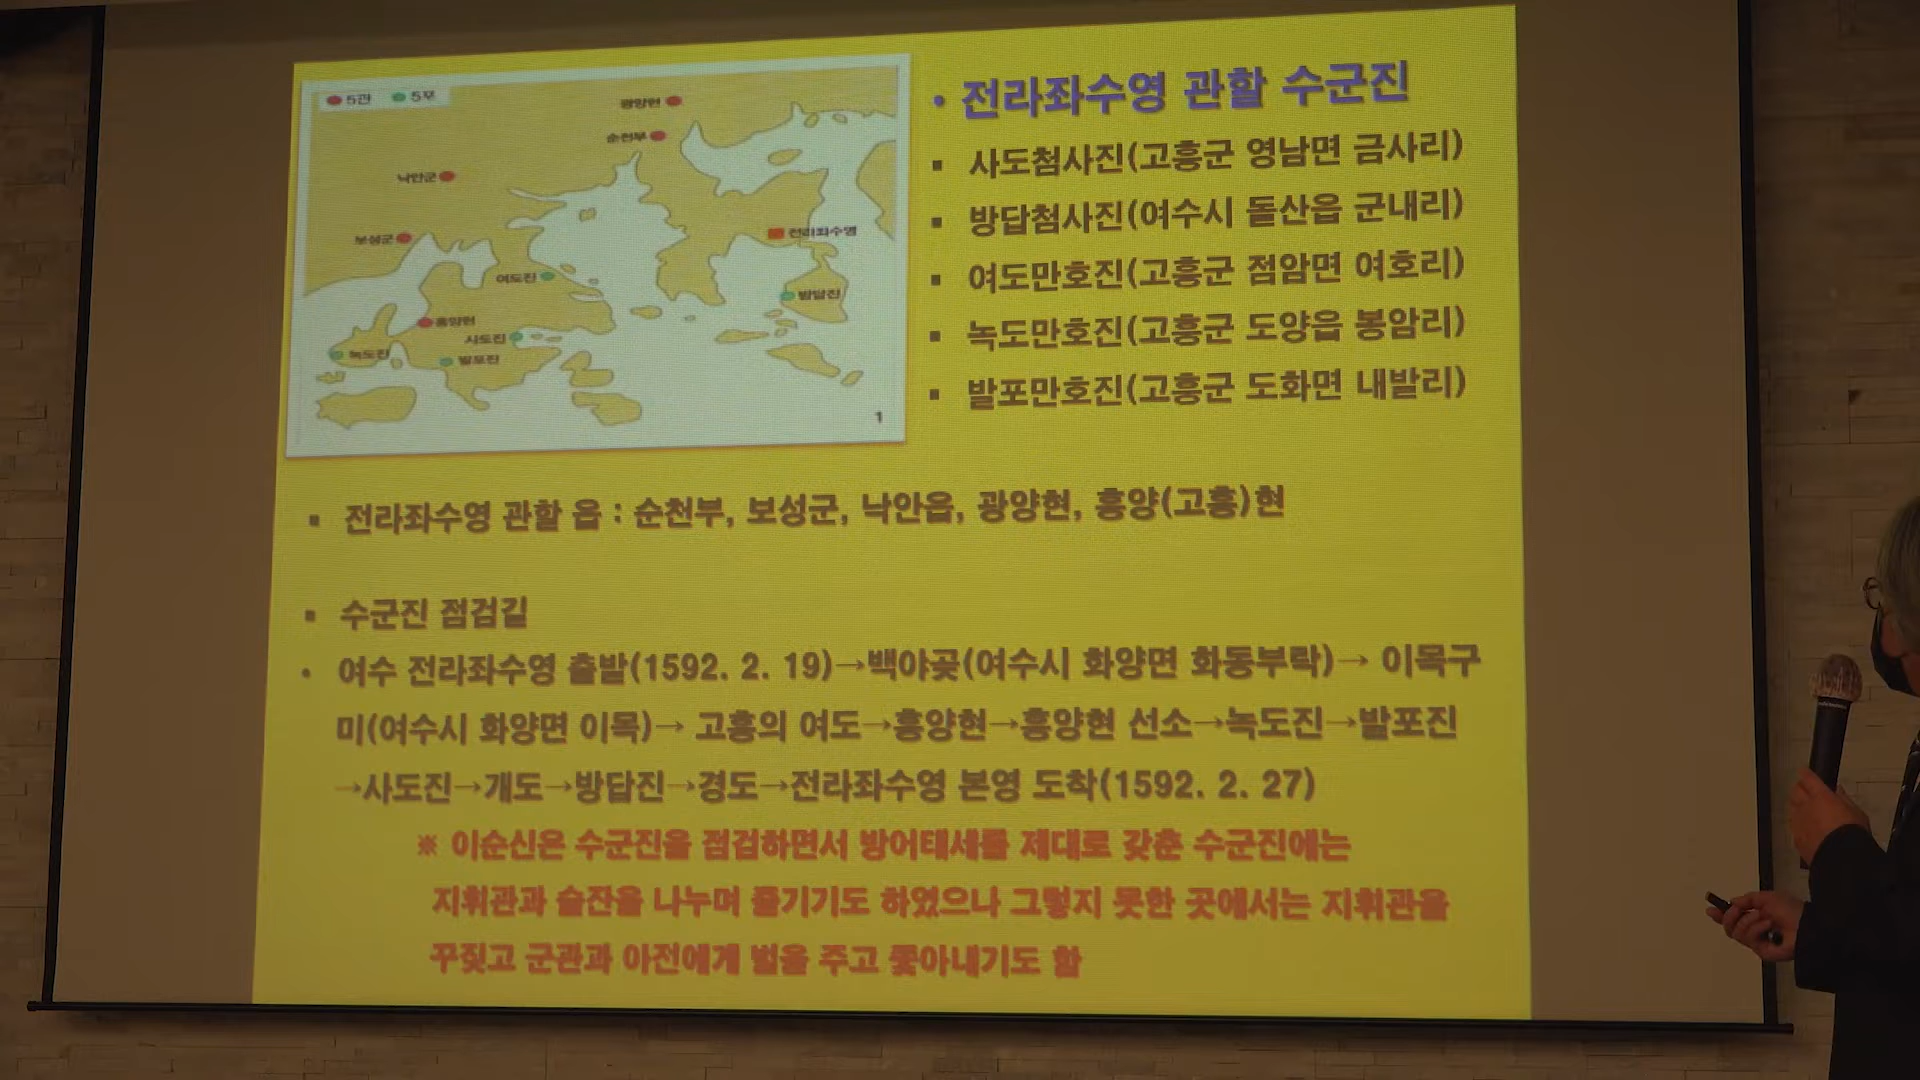 5관 5포
광양현
순천부
낙안군
보성군
전라좌수영
여도진
방답진
흥양현
사도진
녹도진
발포진
1
• 전라좌수영 관할 수군진
▪ 사도첨사진(고흥군 영남면 금사리)
▪ 방답첨사진(여수시 돌산읍 군내리)
▪ 여도만호진(고흥군 점암면 여호리)
▪ 녹도만호진(고흥군 도양읍 봉암리)
▪ 발포만호진(고흥군 도화면 내발리)
▪ 전라좌수영 관할 읍 : 순천부, 보성군, 낙안읍, 광양현, 흥양(고흥)현
▪ 수군진 점검길
• 여수 전라좌수영 출발(1592. 2. 19)→백야곶(여수시 화양면 화동부락)→ 이목구
미(여수시 화양면 이목)→ 고흥의 여도→흥양현→흥양현 선소→녹도진→발포진
→사도진→개도→방답진→경도→전라좌수영 본영 도착(1592. 2. 27)
※ 이순신은 수군진을 점검하면서 방어태세를 제대로 갖춘 수군진에는
지휘관과 술잔을 나누며 즐기기도 하였으나 그렇지 못한 곳에서는 지휘관을
꾸짖고 군관과 아전에게 벌을 주고 쫓아내기도 함